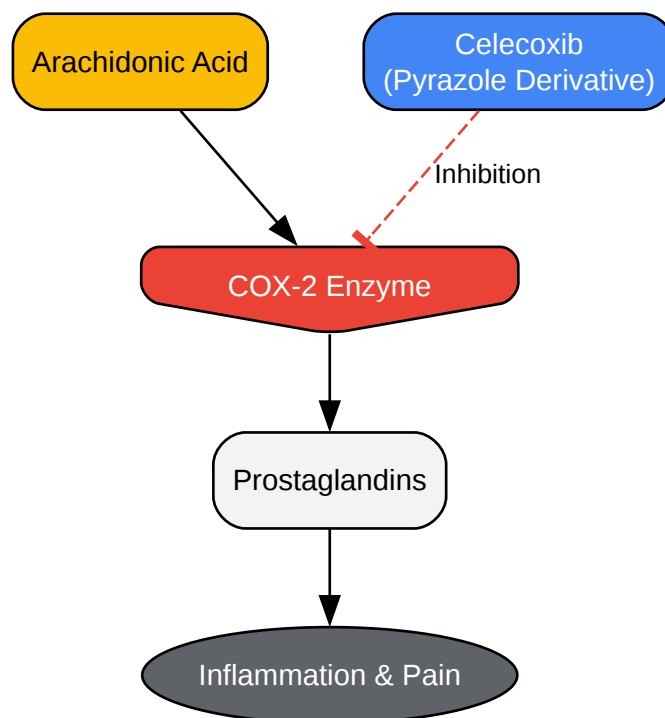 Arachidonic Acid
Celecoxib
(Pyrazole Derivative)
Inhibition
COX-2 Enzyme
Prostaglandins
Inflammation & Pain